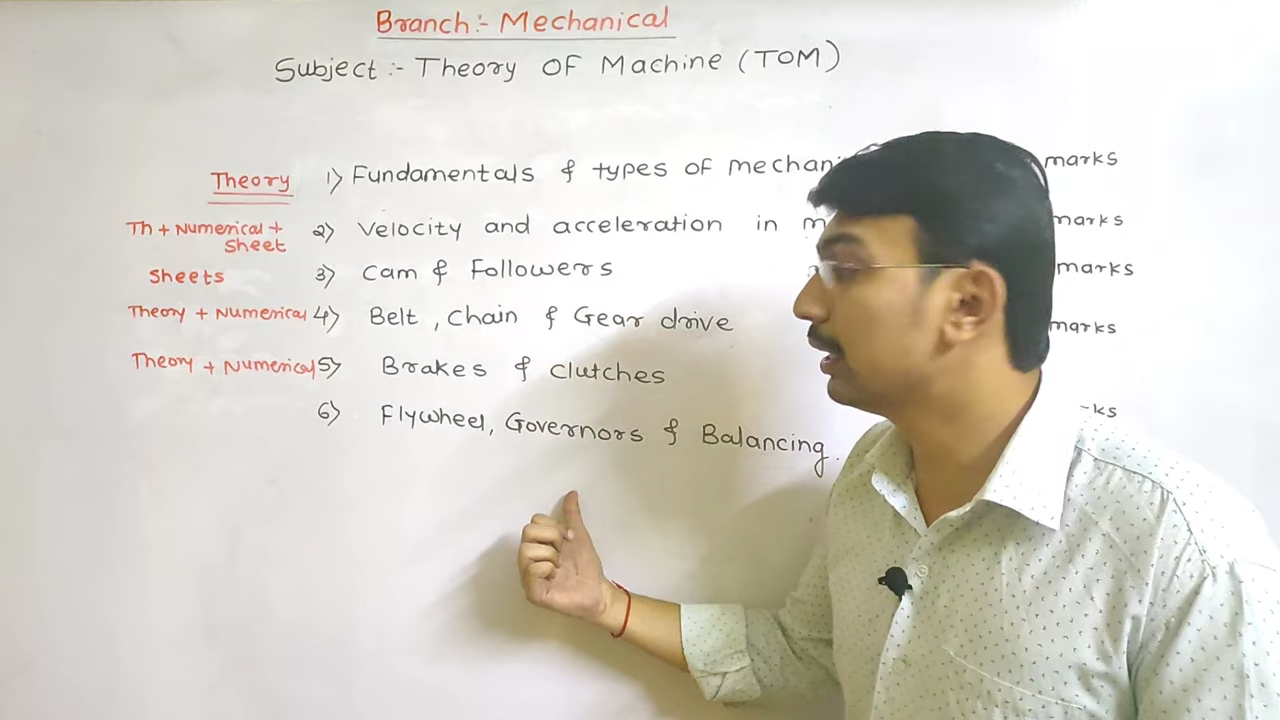 Branch :- Mechanical
Subject :- Theory OF Machine (TOM)
Theory 1) Fundamentals & types of marks
Th + Numerical + Sheet 2) Velocity and acceleration in marks
Sheets 3) Cam & Followers marks
Theory + Numerical 4) Belt, Chain & Gear drive marks
Theory + Numerical 5) Brakes & Clutches
6) Flywheel, Governors & Balancing.